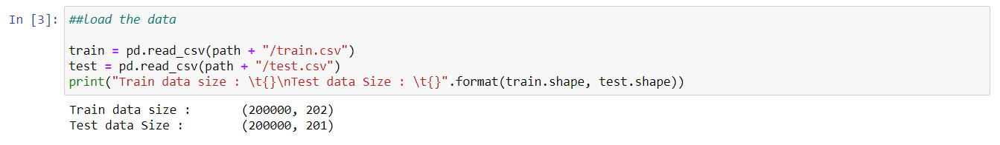 In [3]: ##load the data
train = pd.read_csv(path + "/train.csv")
test = pd.read_csv(path + "/test.csv")
print("Train data size : \t{}\nTest data Size : \t{}".format(train.shape, test.shape))
Train data size : (200000, 202)
Test data Size : (200000, 201)